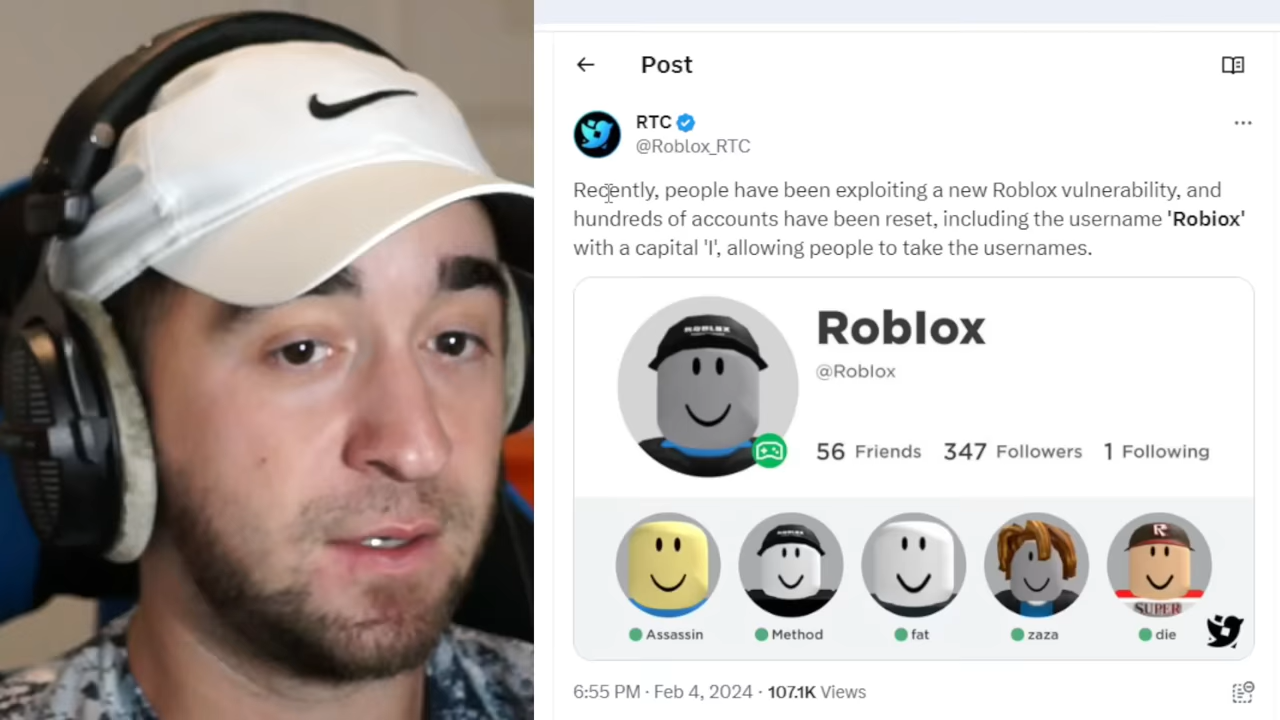 Post
RTC
@Roblox_RTC
Recently, people have been exploiting a new Roblox vulnerability, and
hundreds of accounts have been reset, including the username 'Robiox'
with a capital 'I', allowing people to take the usernames.
ROBLOX
RobIox
@RobIox
56 Friends 347 Followers 1 Following
R
SUPER
Assassin Method fat zaza die
6:55 PM · Feb 4, 2024 · 107.1K Views